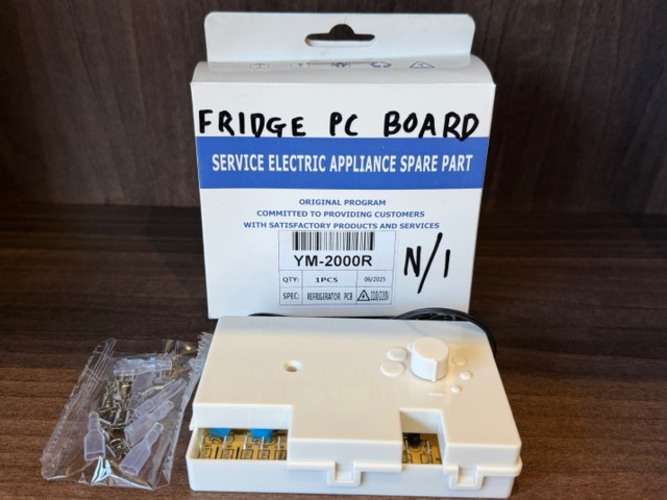 FRIDGE PC BOARD
SERVICE ELECTRIC APPLIANCE SPARE PART
ORIGINAL PROGRAM
COMMITTED TO PROVIDING CUSTOMERS
WITH SATISFACTORY PRODUCTS AND SERVICES
YM-2000R
N/1
QTY: 1PCS 06/2025
SPEC: REFRIGIRATOR PCB